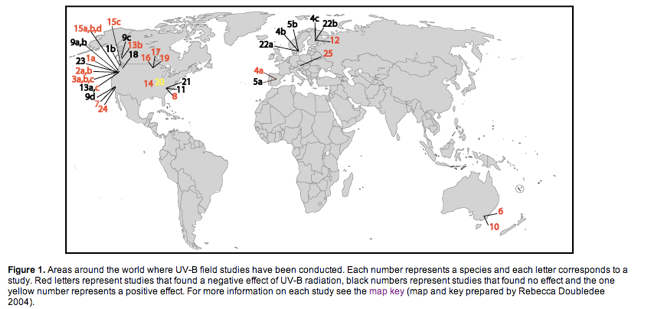 15c
15a,b,d
9c
9a,b
1b
13b
17
18
16
19
23
1a
2a,b
3a,b,c
13a,c
9d
7
24
14
21
11
8
4c
5b
22b
4b
22a
12
25
4a
5a
6
10
Figure 1. Areas around the world where UV-B field studies have been conducted. Each number represents a species and each letter corresponds to a
study. Red letters represent studies that found a negative effect of UV-B radiation, black numbers represent studies that found no effect and the one
yellow number represents a positive effect. For more information on each study see the map key (map and key prepared by Rebecca Doubledee
2004).